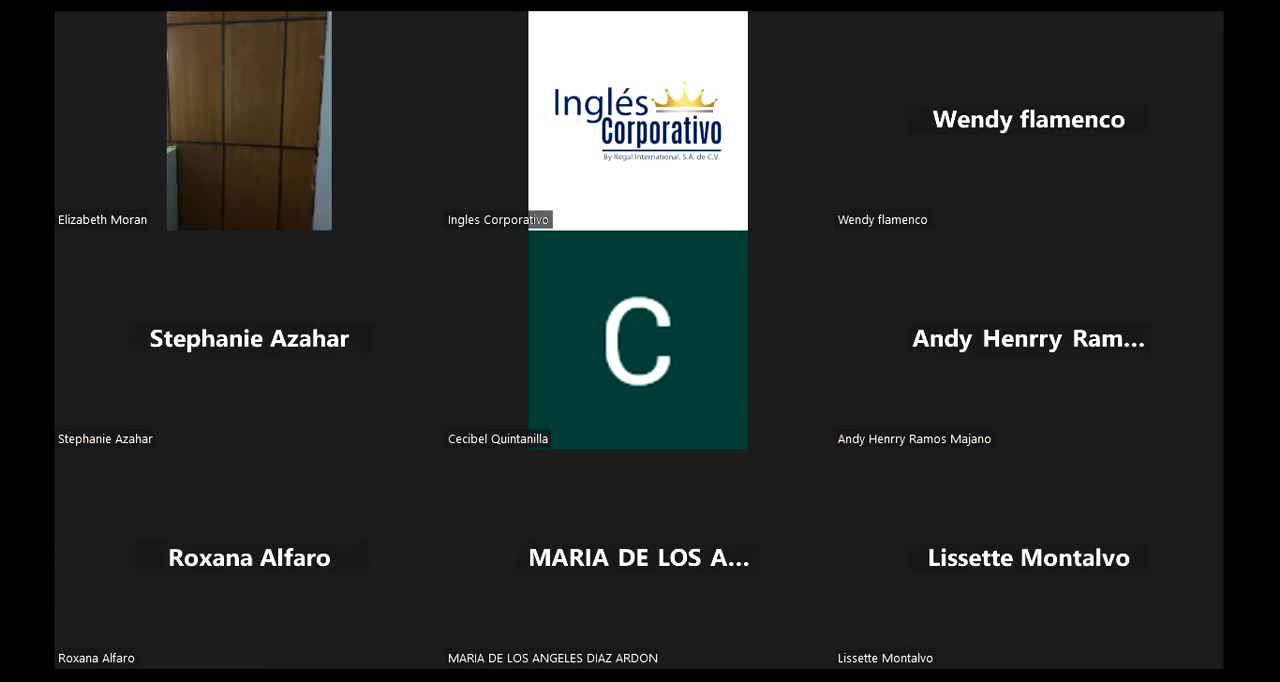 Inglés
Corporativo
By Regal International, S.A. de C.V.
Wendy flamenco
Elizabeth Moran
Ingles Corporativo
Wendy flamenco
Stephanie Azahar
C
Andy Henrry Ram...
Stephanie Azahar
Cecibel Quintanilla
Andy Henrry Ramos Majano
Roxana Alfaro
MARIA DE LOS A...
Lissette Montalvo
Roxana Alfaro
MARIA DE LOS ANGELES DIAZ ARDON
Lissette Montalvo